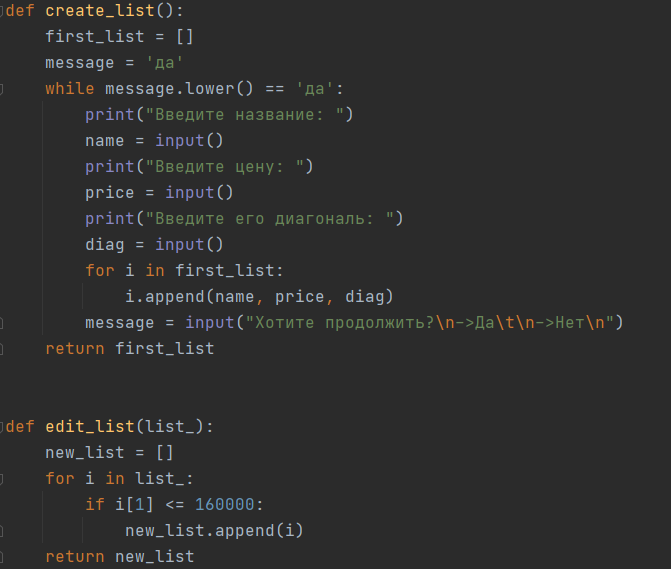 def create_list():
    first_list = []
    message = 'да'
    while message.lower() == 'да':
        print("Введите название: ")
        name = input()
        print("Введите цену: ")
        price = input()
        print("Введите его диагональ: ")
        diag = input()
        for i in first_list:
            i.append(name, price, diag)
        message = input("Хотите продолжить?\n->Да\t\n->Нет\n")
    return first_list
def edit_list(list_):
    new_list = []
    for i in list_:
        if i[1] <= 160000:
            new_list.append(i)
    return new_list